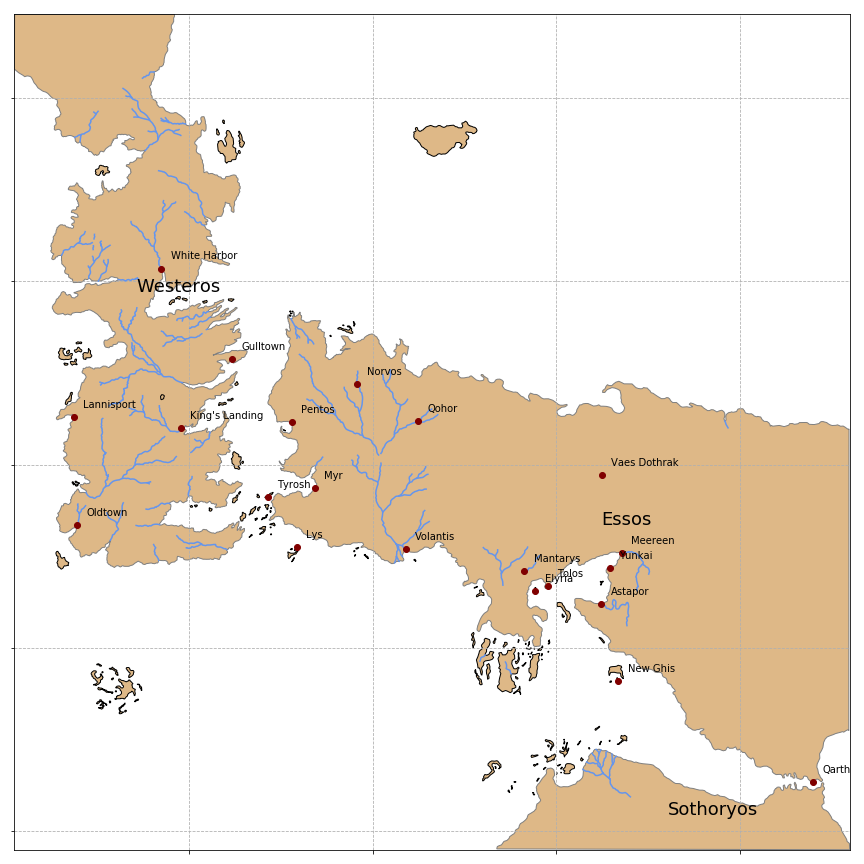 White Harbor
Westeros
Gulltown
Norvos
Lannisport
King's Landing
Pentos
Qohor
Vaes Dothrak
Myr
Tyrosh
Oldtown
Essos
Lys
Volantis
Meereen
Yunkai
Mantarys
Tolos
Elyria
Astapor
New Ghis
Qarth
Sothoryos